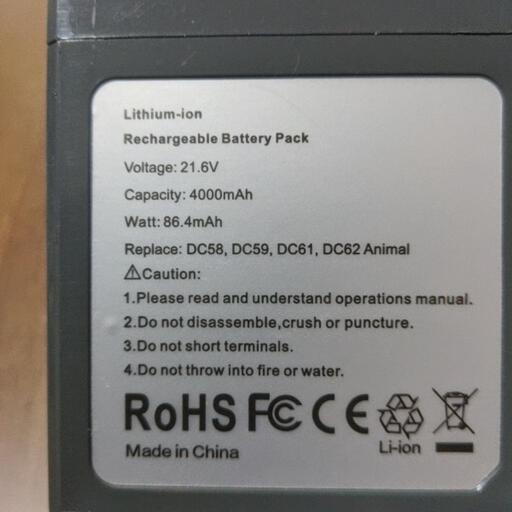 Lithium-ion
Rechargeable Battery Pack
Voltage: 21.6V
Capacity: 4000mAh
Watt: 86.4mAh
Replace: DC58, DC59, DC61, DC62 Animal
⚠Caution:
1.Please read and understand operations manual.
2.Do not disassemble,crush or puncture.
3.Do not short terminals.
4.Do not throw into fire or water.
RoHS FC CE
Made in China
Li-ion